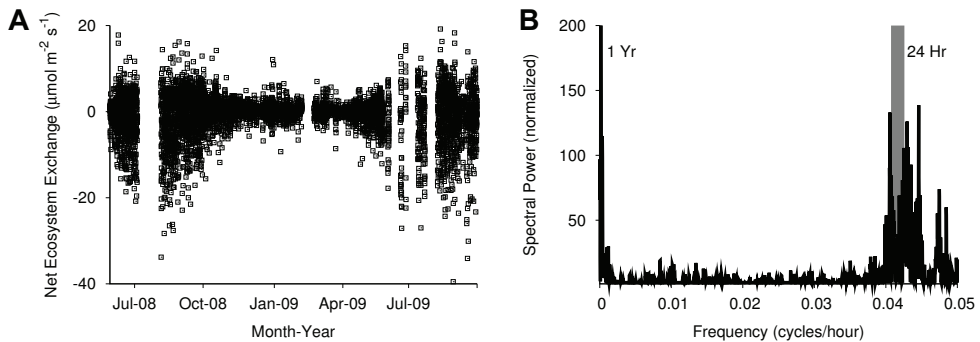 A
Net Ecosystem Exchange (µmol m⁻² s⁻¹)
20
0
-20
-40
Jul-08
Oct-08
Jan-09
Apr-09
Jul-09
Month-Year
B
Spectral Power (normalized)
200
150
100
50
1 Yr
24 Hr
0
0.01
0.02
0.03
0.04
0.05
Frequency (cycles/hour)